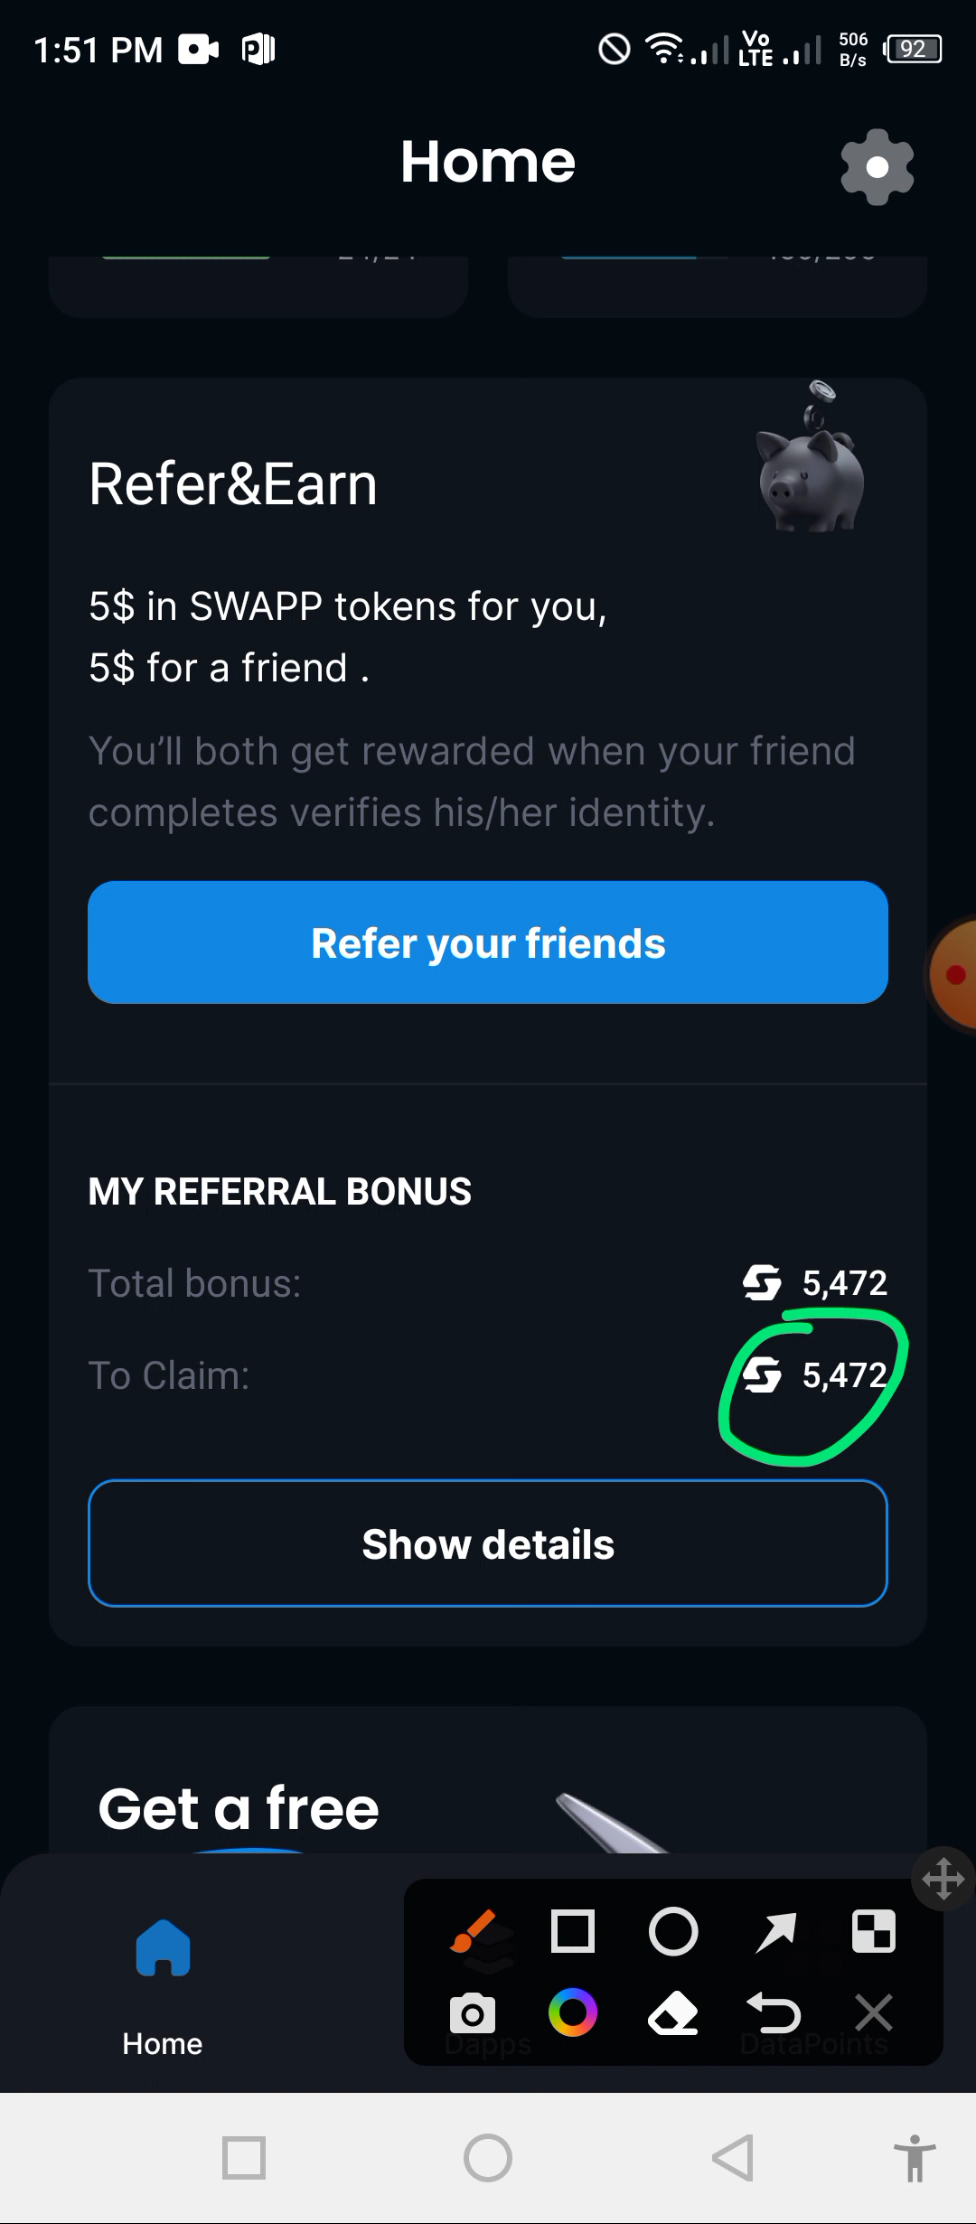 1:51 PM
Vo LTE
506 B/s
92
Home
Refer&Earn
5$ in SWAPP tokens for you,
5$ for a friend .
You'll both get rewarded when your friend
completes verifies his/her identity.
Refer your friends
MY REFERRAL BONUS
Total bonus: 5,472
To Claim: 5,472
Show details
Get a free
Home
Dapps
DataPoints